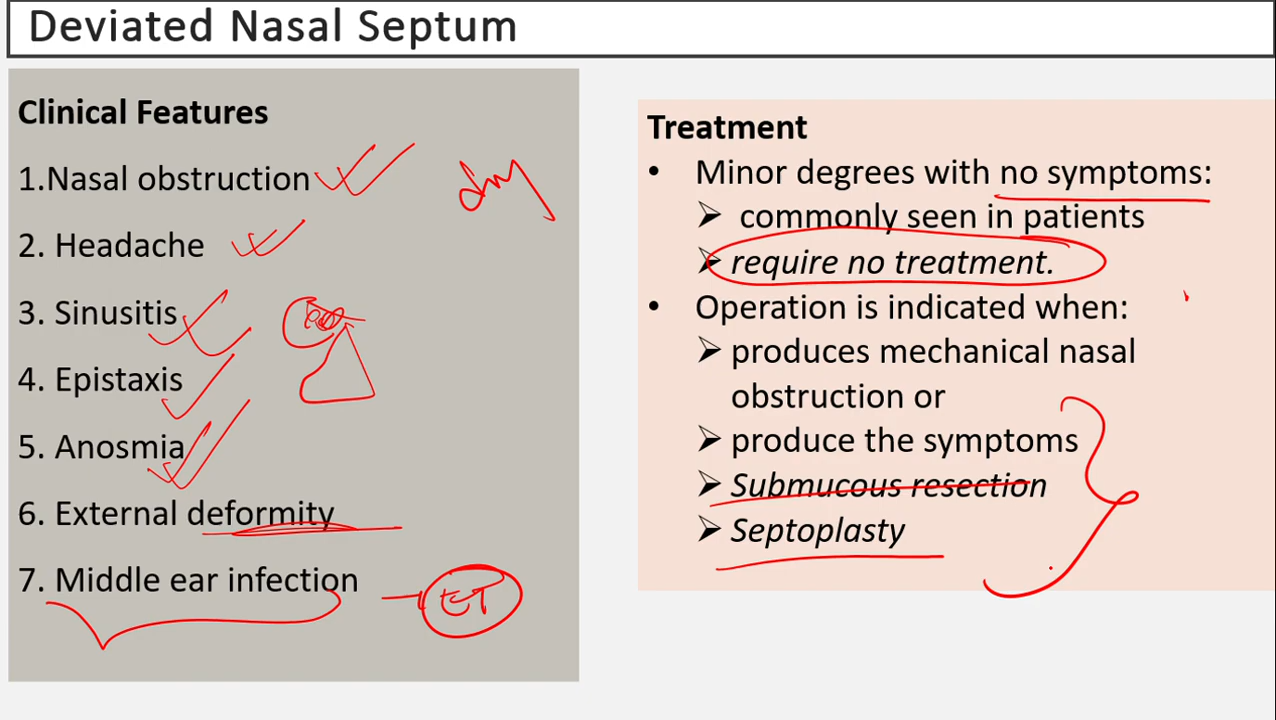 Deviated Nasal Septum
Clinical Features
1.Nasal obstruction
2. Headache
3. Sinusitis
4. Epistaxis
5. Anosmia
6. External deformity
7. Middle ear infection
ET
Treatment
• Minor degrees with no symptoms:
➢ commonly seen in patients
➢ require no treatment.
• Operation is indicated when:
➢ produces mechanical nasal
obstruction or
➢ produce the symptoms
➢ Submucous resection
➢ Septoplasty